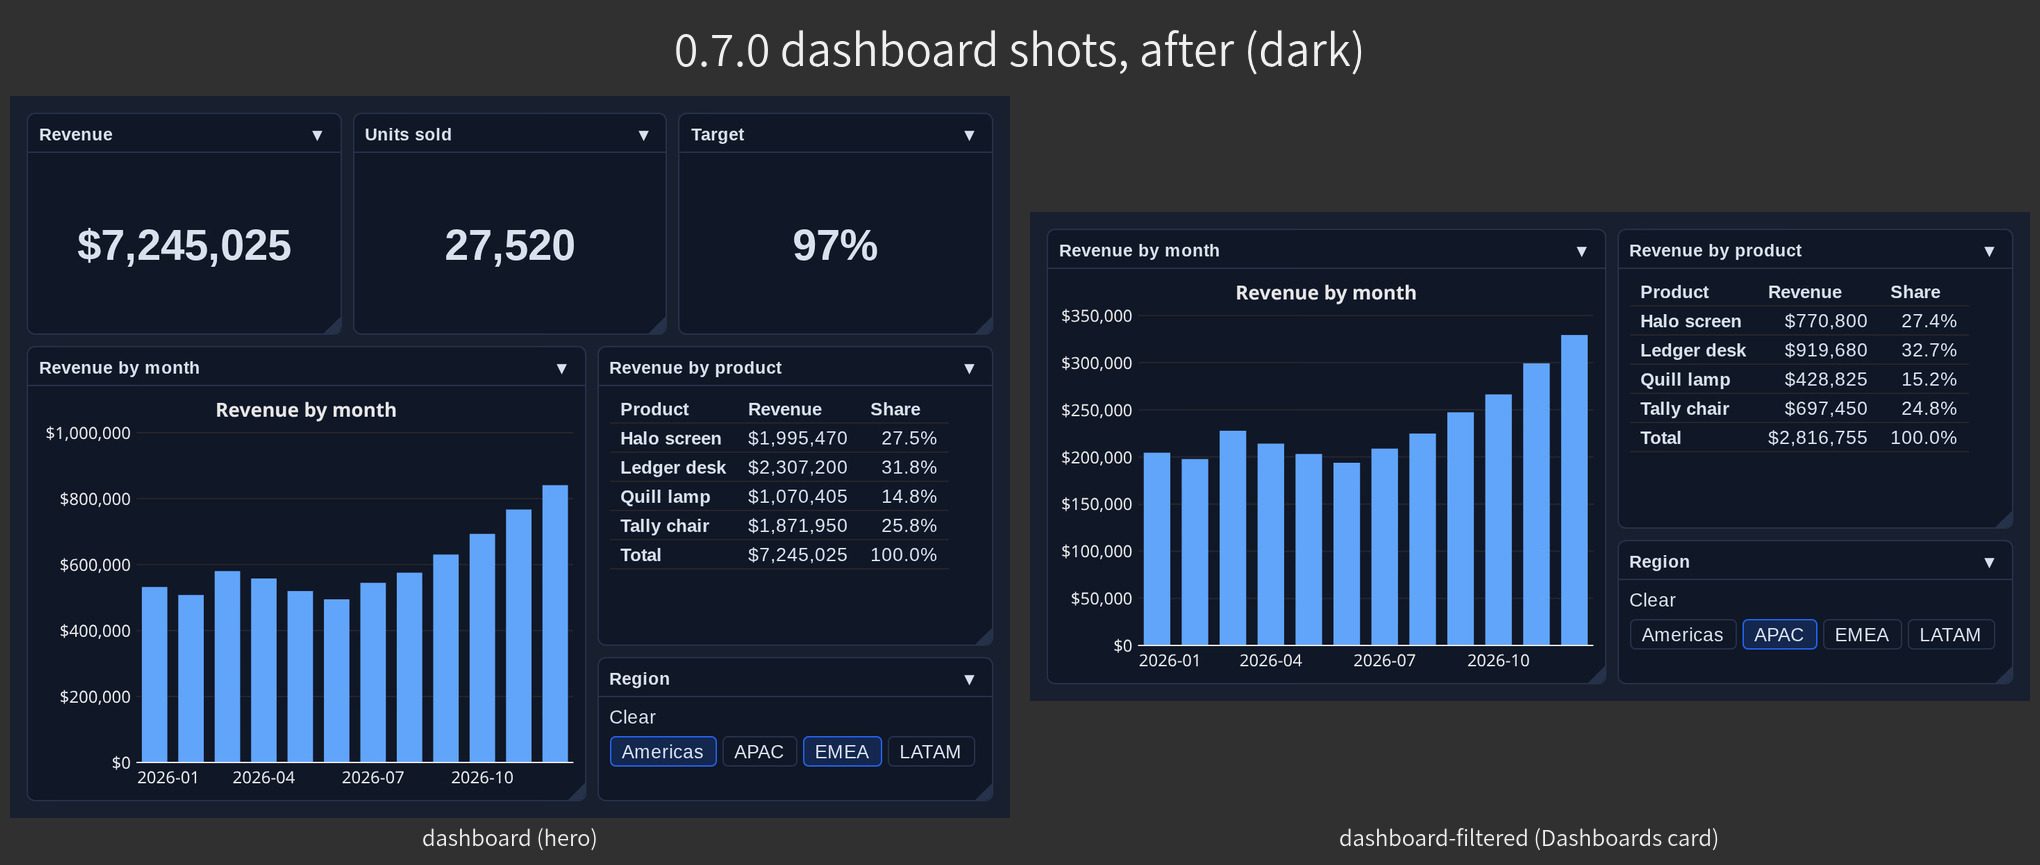 0.7.0 dashboard shots, after (dark)
Revenue ▼
Units sold ▼
Target ▼
$7,245,025
27,520
97%
Revenue by month ▼
Revenue by month
$1,000,000
$800,000
$600,000
$400,000
$200,000
$0
2026-01 2026-04 2026-07 2026-10
Revenue by product ▼
Product Revenue Share
Halo screen $1,995,470 27.5%
Ledger desk $2,307,200 31.8%
Quill lamp $1,070,405 14.8%
Tally chair $1,871,950 25.8%
Total $7,245,025 100.0%
Region ▼
Clear
Americas APAC EMEA LATAM
dashboard (hero)
Revenue by month ▼
Revenue by month
$350,000
$300,000
$250,000
$200,000
$150,000
$100,000
$50,000
$0
2026-01 2026-04 2026-07 2026-10
Revenue by product ▼
Product Revenue Share
Halo screen $770,800 27.4%
Ledger desk $919,680 32.7%
Quill lamp $428,825 15.2%
Tally chair $697,450 24.8%
Total $2,816,755 100.0%
Region ▼
Clear
Americas APAC EMEA LATAM
dashboard-filtered (Dashboards card)